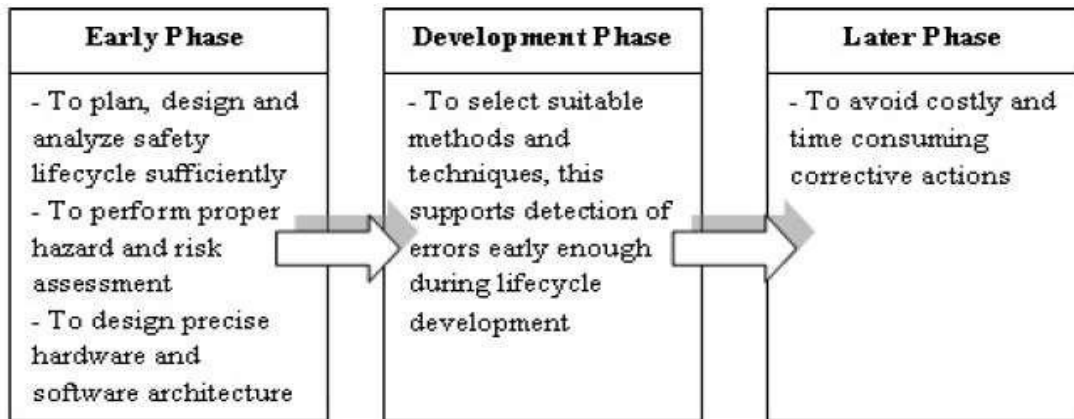 Early Phase
- To plan, design and
analyze safety
lifecycle sufficiently
- To perform proper
hazard and risk
assessment
- To design precise
hardware and
software architecture
Development Phase
- To select suitable
methods and
techniques, this
supports detection of
errors early enough
during lifecycle
development
Later Phase
- To avoid costly and
time consuming
corrective actions